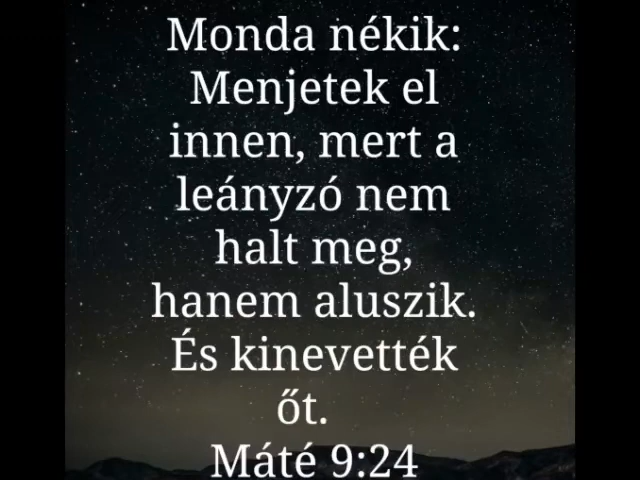 Monda nékik:
Menjetek el
innen, mert a
leányzó nem
halt meg,
hanem aluszik.
És kinevették
őt.
Máté 9:24